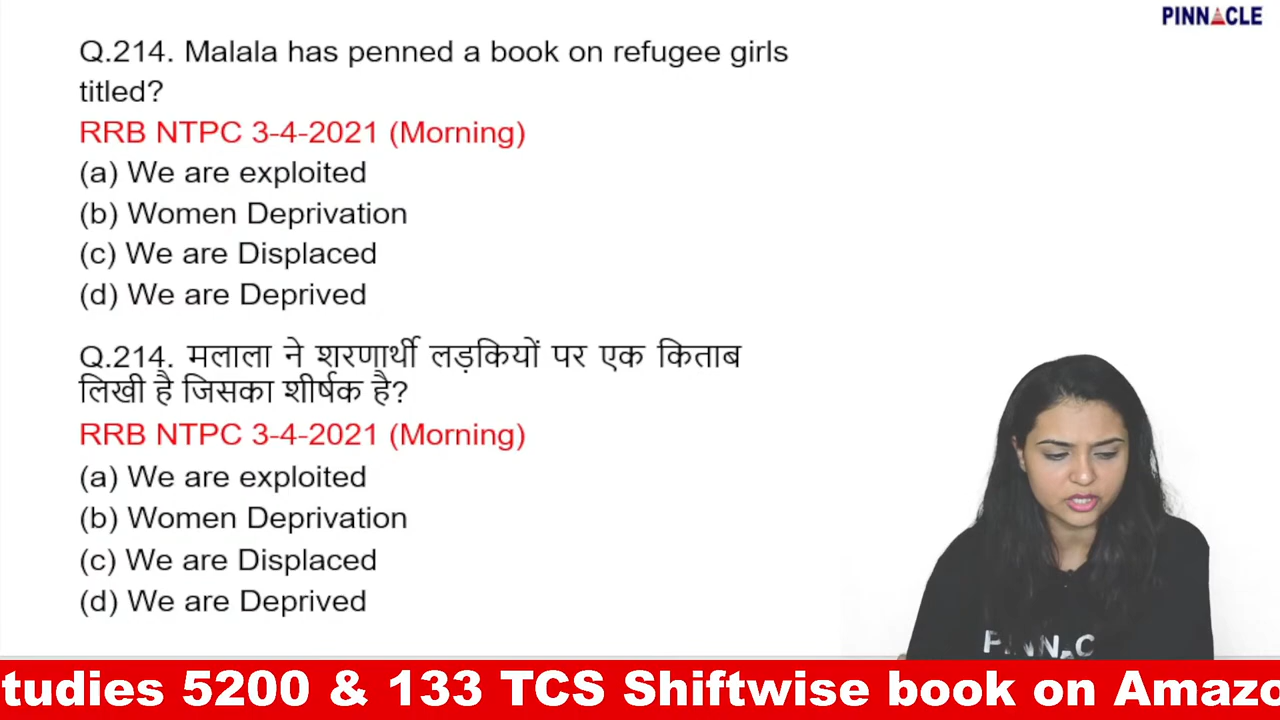 PINNACLE
Q.214. Malala has penned a book on refugee girls
titled?
RRB NTPC 3-4-2021 (Morning)
(a) We are exploited
(b) Women Deprivation
(c) We are Displaced
(d) We are Deprived
Q.214. मलाला ने शरणार्थी लड़कियों पर एक किताब
लिखी है जिसका शीर्षक है?
RRB NTPC 3-4-2021 (Morning)
(a) We are exploited
(b) Women Deprivation
(c) We are Displaced
(d) We are Deprived
tudies 5200 & 133 TCS Shiftwise book on Amazo